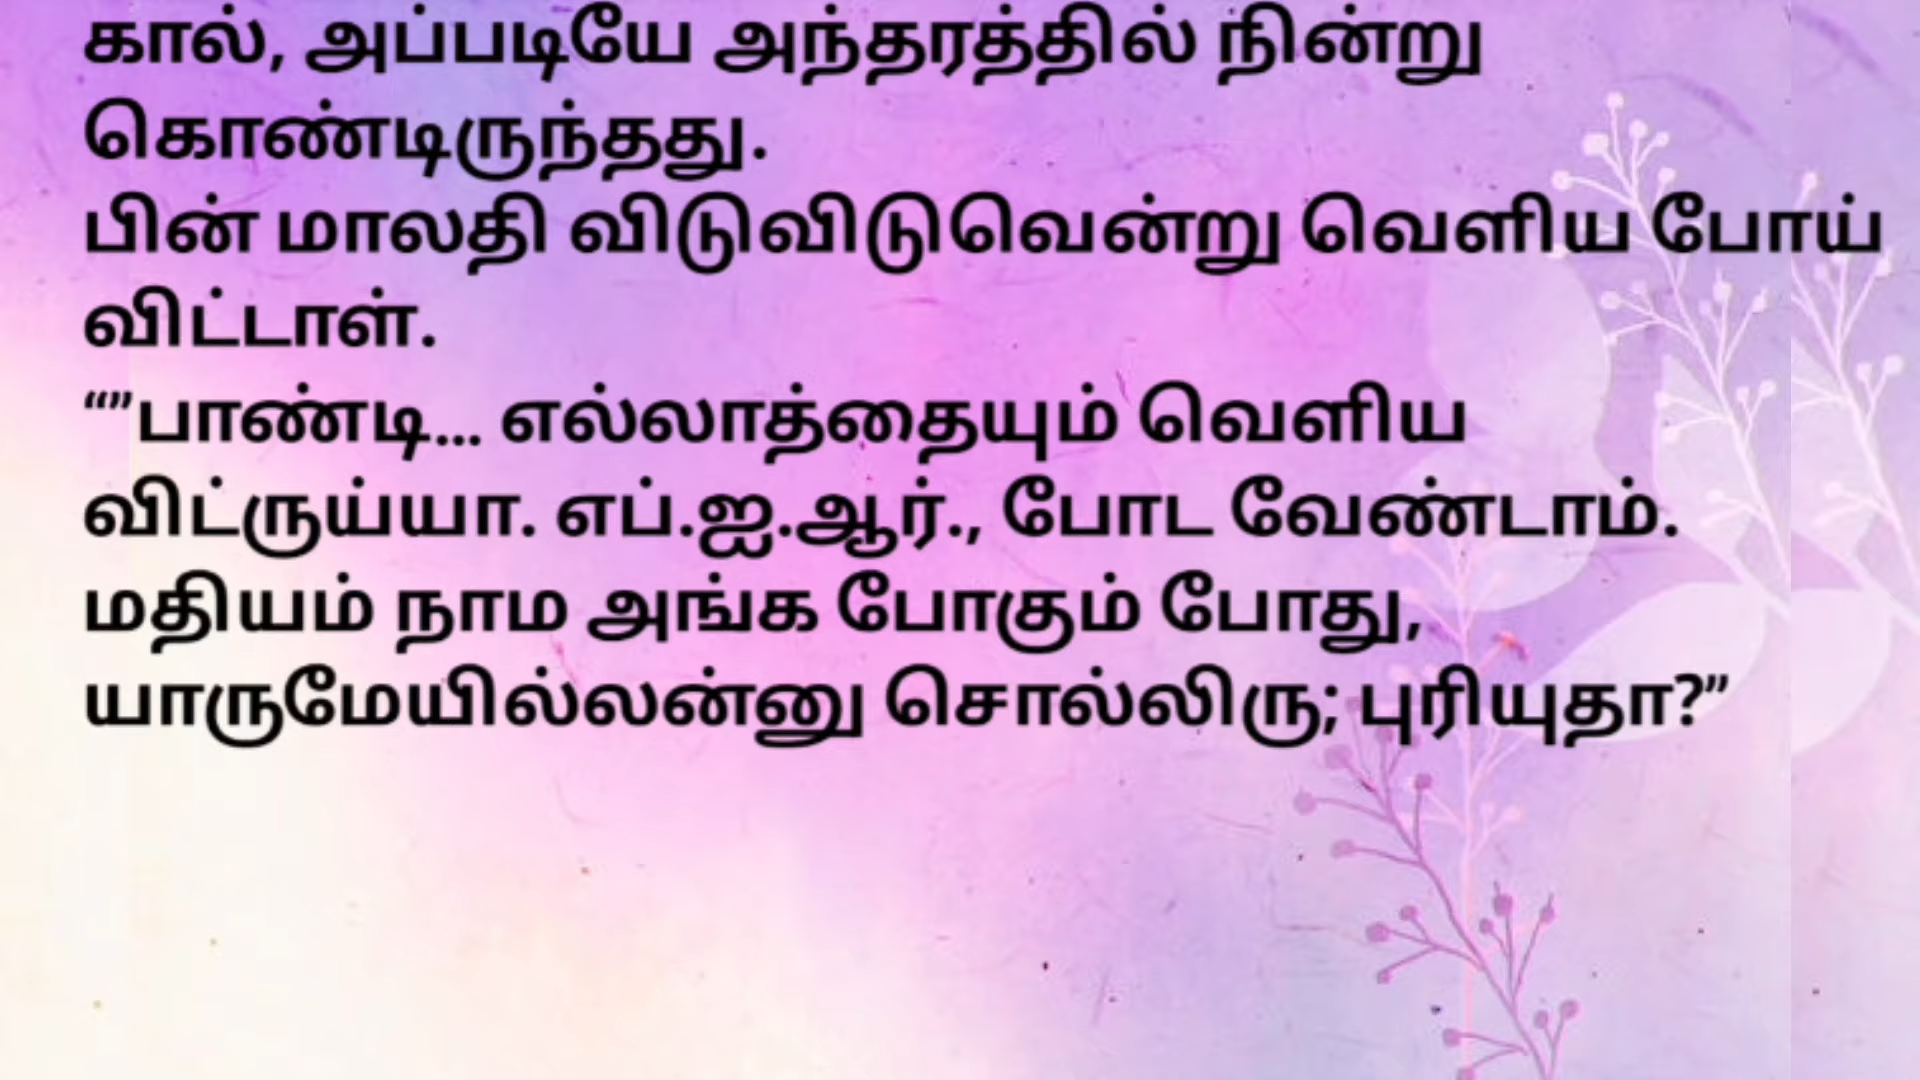 கால், அப்படியே அந்தரத்தில் நின்று
கொண்டிருந்தது.
பின் மாலதி விடுவிடுவென்று வெளிய போய்
விட்டாள்.
“”பாண்டி... எல்லாத்தையும் வெளிய
விட்ருய்யா. எப்.ஐ.ஆர்., போட வேண்டாம்.
மதியம் நாம அங்க போகும் போது,
யாருமேயில்லன்னு சொல்லிரு; புரியுதா?”